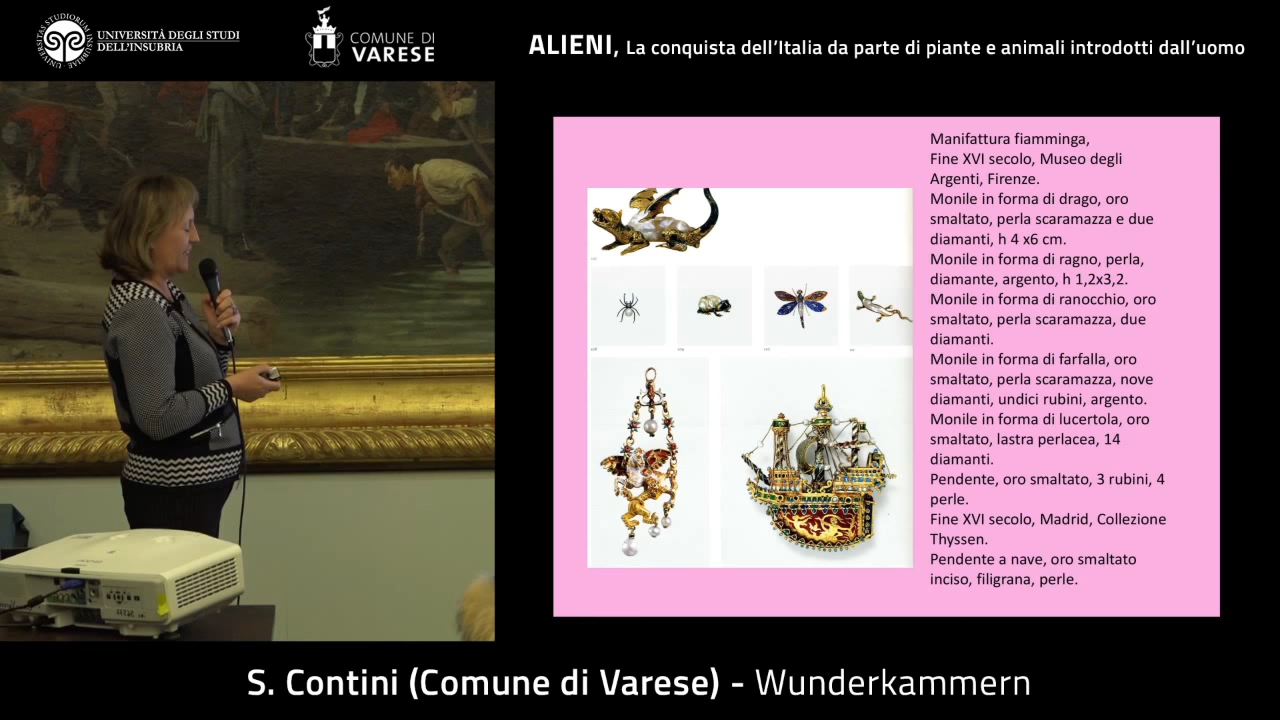 UNIVERSITÀ DEGLI STUDI
DELL'INSUBRIA
COMUNE DI
VARESE
ALIENI, La conquista dell'Italia da parte di piante e animali introdotti dall'uomo
Manifattura fiamminga,
Fine XVI secolo, Museo degli
Argenti, Firenze.
Monile in forma di drago, oro
smaltato, perla scaramazza e due
diamanti, h 4 x6 cm.
Monile in forma di ragno, perla,
diamante, argento, h 1,2x3,2.
Monile in forma di ranocchio, oro
smaltato, perla scaramazza, due
diamanti.
Monile in forma di farfalla, oro
smaltato, perla scaramazza, nove
diamanti, undici rubini, argento.
Monile in forma di lucertola, oro
smaltato, lastra perlacea, 14
diamanti.
Pendente, oro smaltato, 3 rubini, 4
perle.
Fine XVI secolo, Madrid, Collezione
Thyssen.
Pendente a nave, oro smaltato
inciso, filigrana, perle.
S. Contini (Comune di Varese) - Wunderkammern